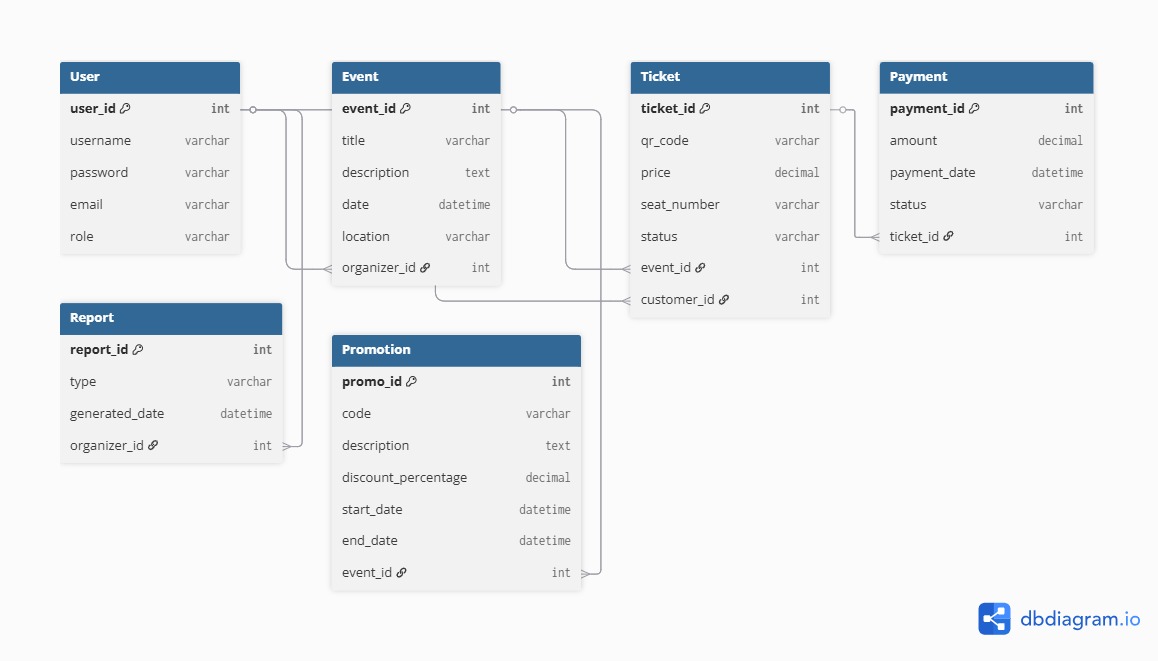 User
user_id int
username varchar
password varchar
email varchar
role varchar
Event
event_id int
title varchar
description text
date datetime
location varchar
organizer_id int
Ticket
ticket_id int
qr_code varchar
price decimal
seat_number varchar
status varchar
event_id int
customer_id int
Payment
payment_id int
amount decimal
payment_date datetime
status varchar
ticket_id int
Report
report_id int
type varchar
generated_date datetime
organizer_id int
Promotion
promo_id int
code varchar
description text
discount_percentage decimal
start_date datetime
end_date datetime
event_id int
dbdiagram.io